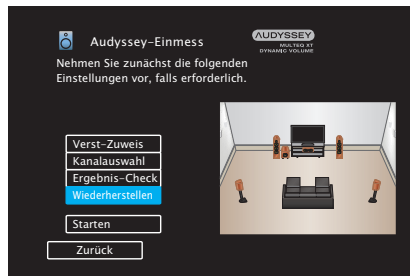 Audyssey-Einmess
AUDYSSEY
MULTEQ XT
DYNAMIC VOLUME
Nehmen Sie zunächst die folgenden
Einstellungen vor, falls erforderlich.
Verst-Zuweis
Kanalauswahl
Ergebnis-Check
Wiederherstellen
Starten
Zurück